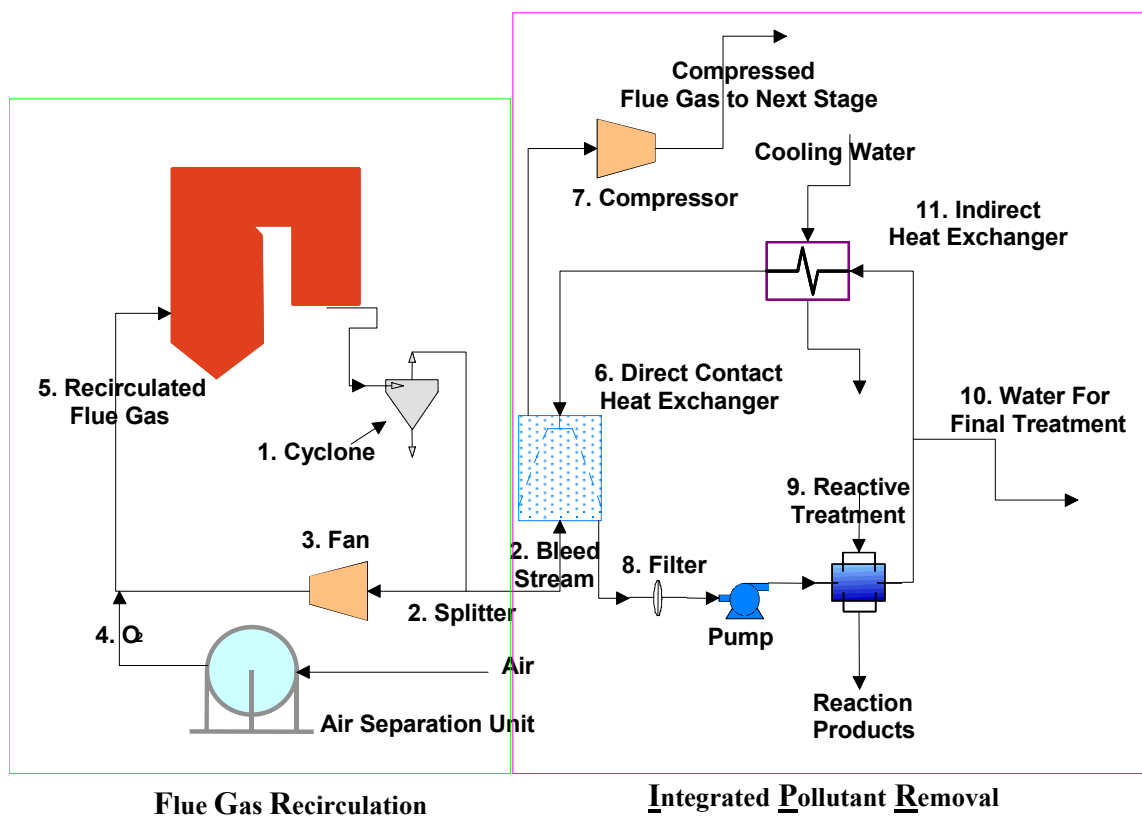 Compressed
Flue Gas to Next Stage
Cooling Water
7. Compressor
11. Indirect
Heat Exchanger
5. Recirculated
Flue Gas
6. Direct Contact
Heat Exchanger
10. Water For
Final Treatment
1. Cyclone
9. Reactive
Treatment
3. Fan
2. Bleed
Stream
8. Filter
2. Splitter
4. O2
Pump
Air
Air Separation Unit
Reaction
Products
Flue Gas Recirculation
Integrated Pollutant Removal